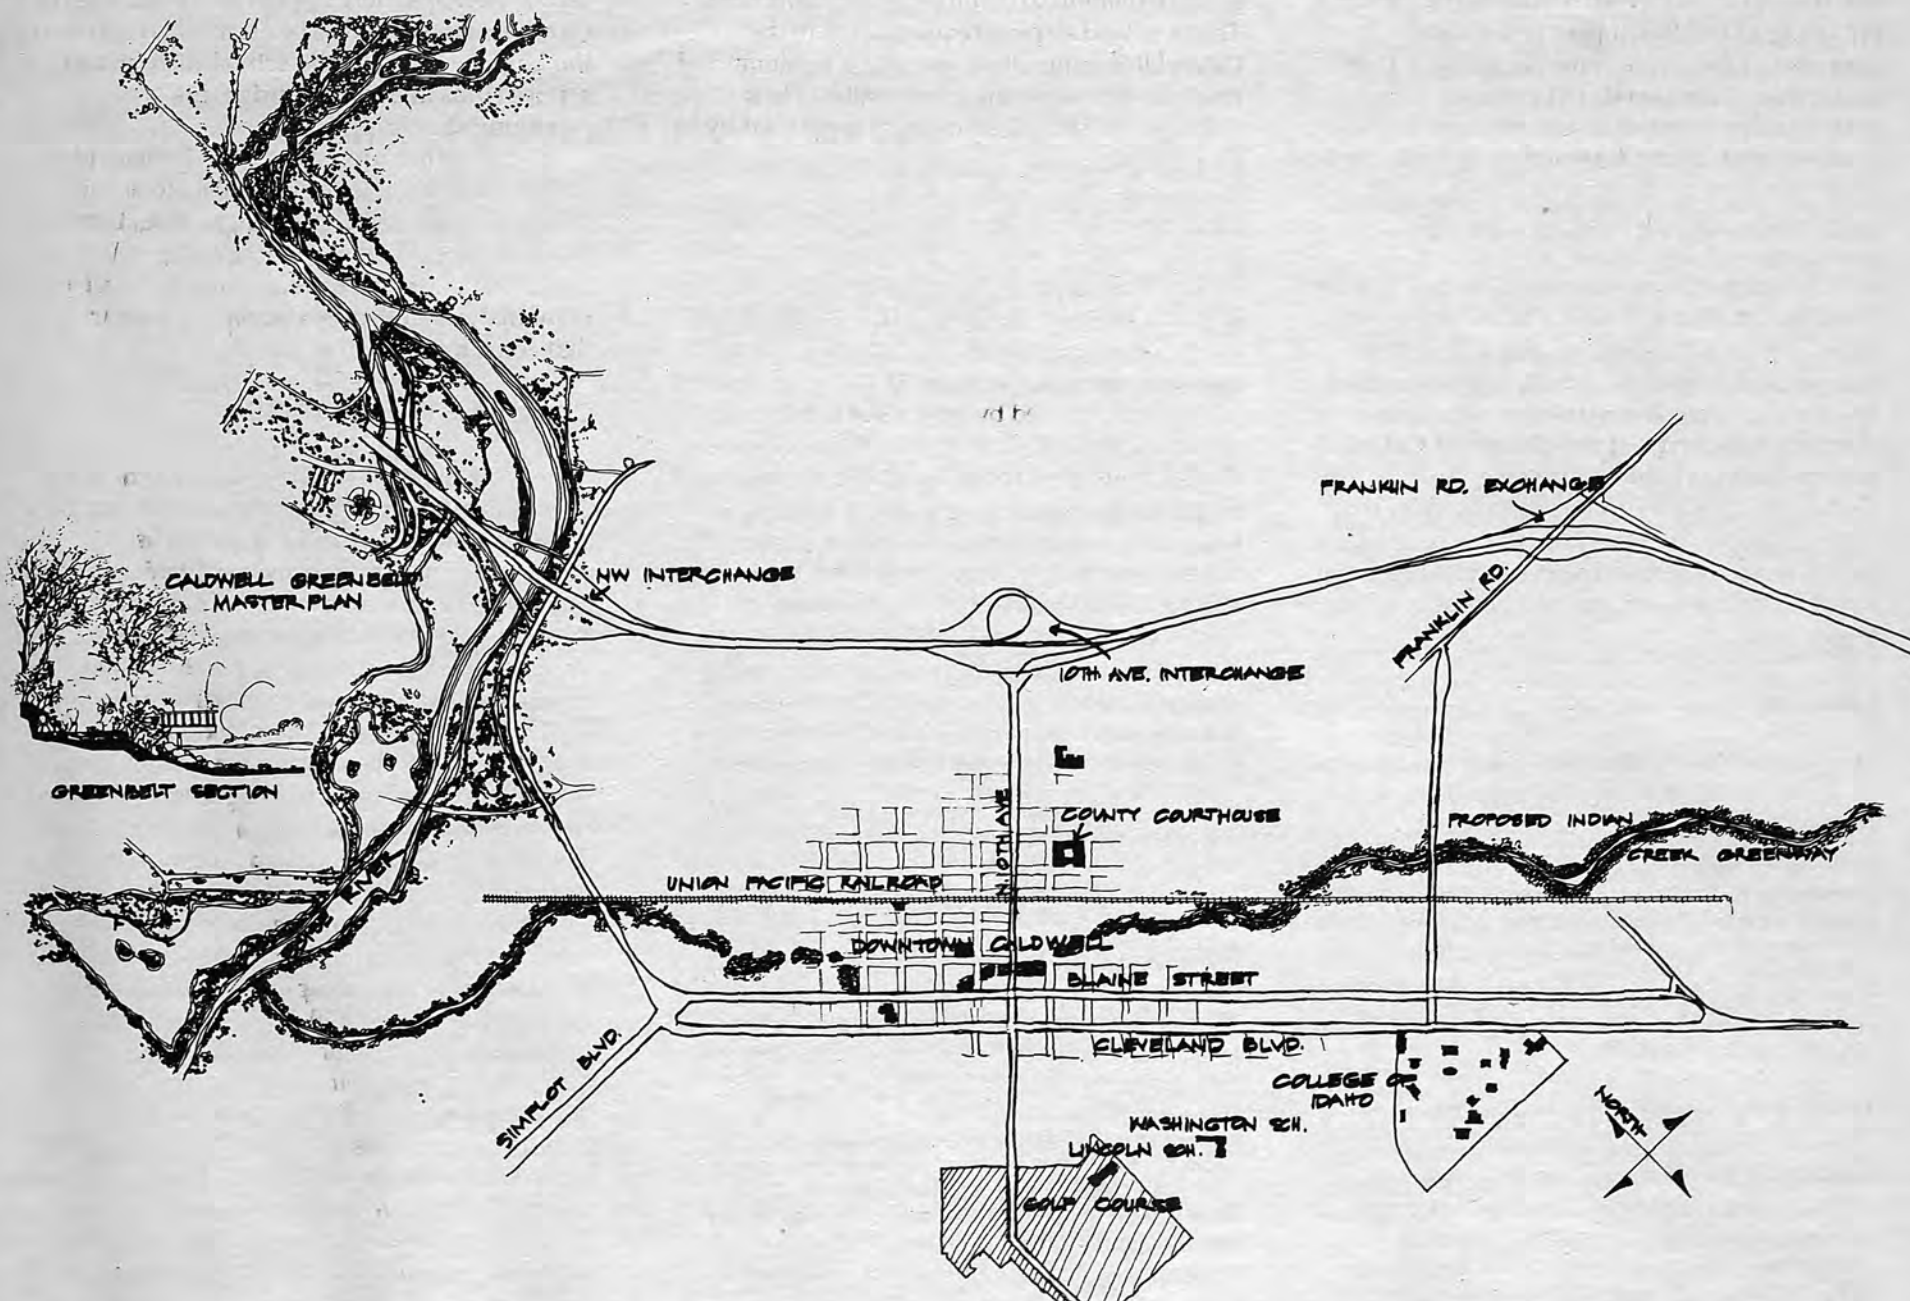 FRANKLIN RD. EXCHANGE
CALDWELL GREENBELT
MASTER PLAN
NW INTERCHANGE
FRANKLIN RD.
10TH AVE. INTERCHANGE
GREENBELT SECTION
N 10TH AVE
COUNTY COURTHOUSE
PROPOSED INDIAN
CREEK GREENWAY
RIVER
UNION PACIFIC RAILROAD
DOWNTOWN CALDWELL
BLAINE STREET
SIMPLOT BLVD.
CLEVELAND BLVD.
COLLEGE OF
IDAHO
NORTH
WASHINGTON SCH.
LINCOLN SCH.
GOLF COURSE